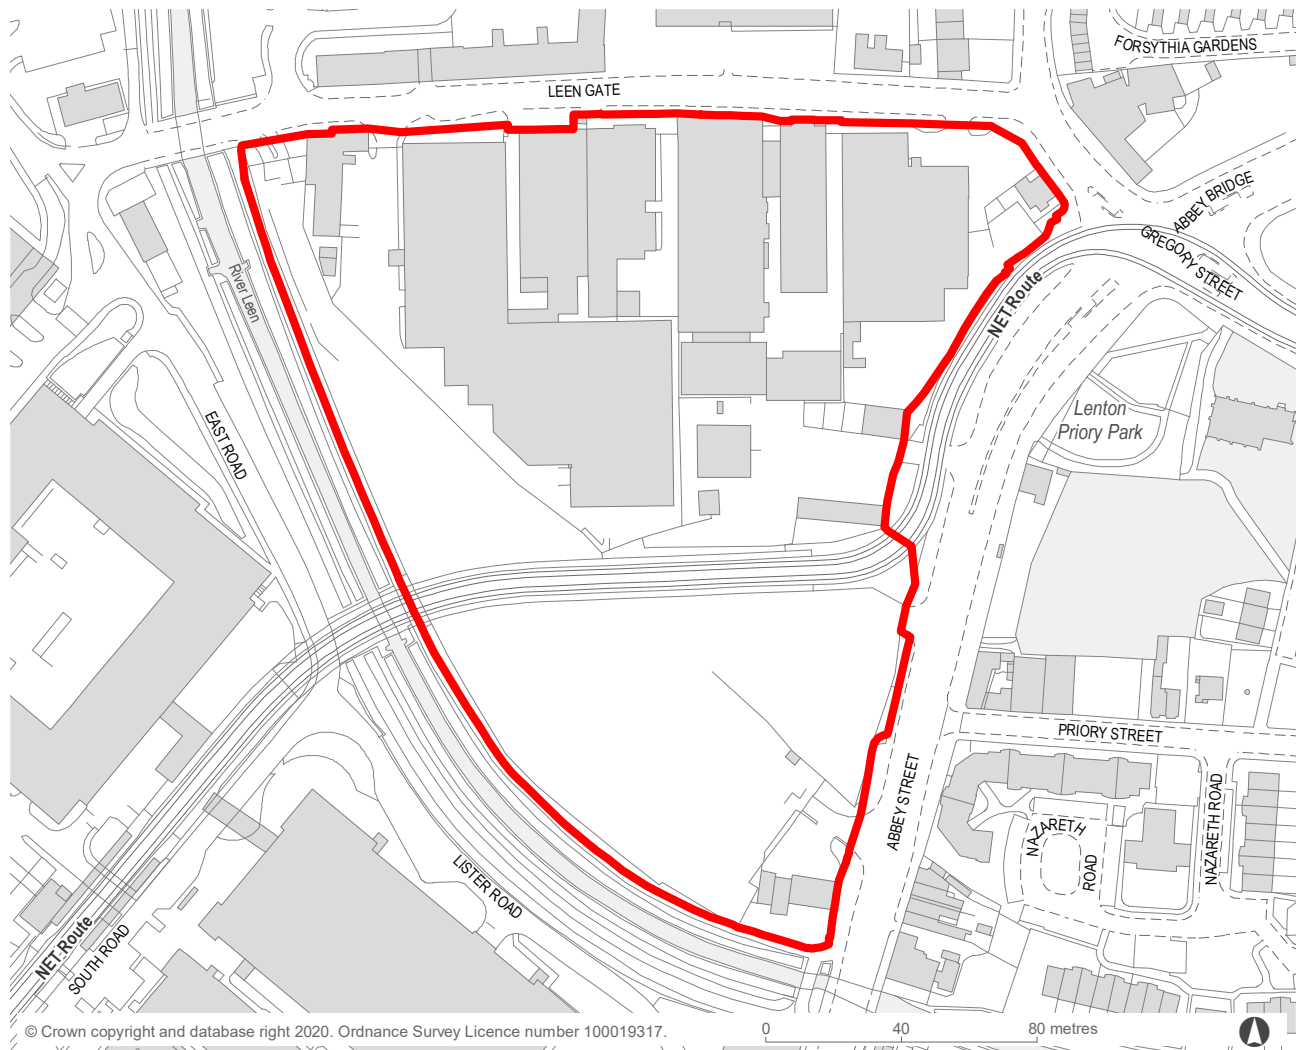 FORSYTHIA GARDENS
LEEN GATE
ABBEY BRIDGE
GREGORY STREET
River Leen
NET Route
EAST ROAD
Lenton
Priory Park
PRIORY STREET
ABBEY STREET
NAZARETH
ROAD
NAZARETH ROAD
LISTER ROAD
NET Route
SOUTH ROAD
© Crown copyright and database right 2020. Ordnance Survey Licence number 100019317.
0 40 80 metres